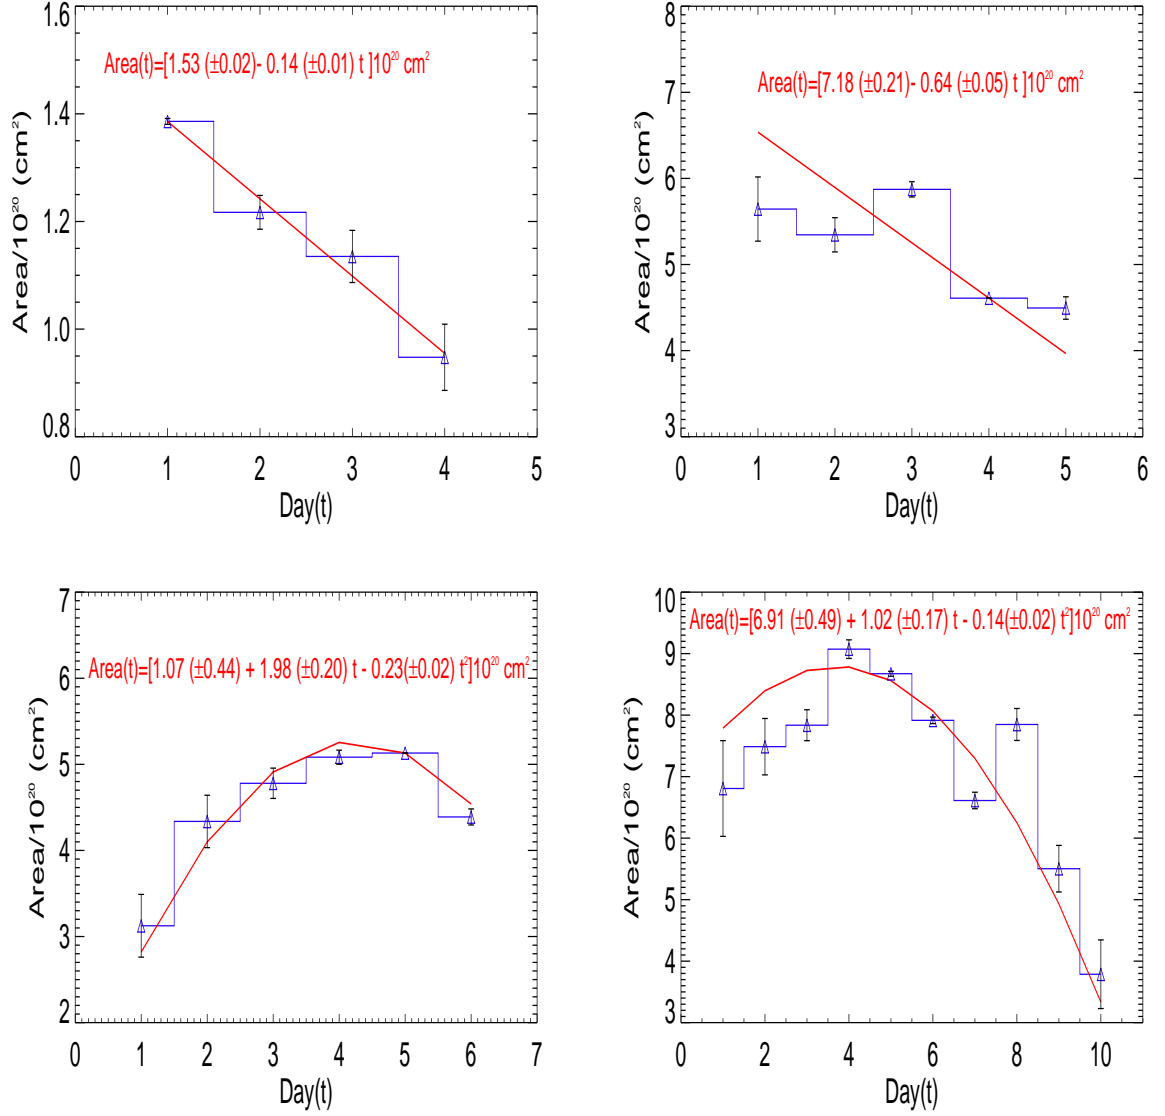 Area(t)=[1.53 (±0.02)- 0.14 (±0.01) t ]10²⁰ cm²
Area/10²⁰ (cm²)
1.6
1.4
1.2
1.0
0.8
0 1 2 3 4 5
Day(t)
Area(t)=[7.18 (±0.21)- 0.64 (±0.05) t ]10²⁰ cm²
Area/10²⁰ (cm²)
8
7
6
5
4
3
0 1 2 3 4 5 6
Day(t)
Area(t)=[1.07 (±0.44) + 1.98 (±0.20) t - 0.23(±0.02) t²]10²⁰ cm²
Area/10²⁰ (cm²)
7
6
5
4
3
2
0 1 2 3 4 5 6 7
Day(t)
Area(t)=[6.91 (±0.49) + 1.02 (±0.17) t - 0.14(±0.02) t²]10²⁰ cm²
Area/10²⁰ (cm²)
10
9
8
7
6
5
4
3
0 2 4 6 8 10
Day(t)